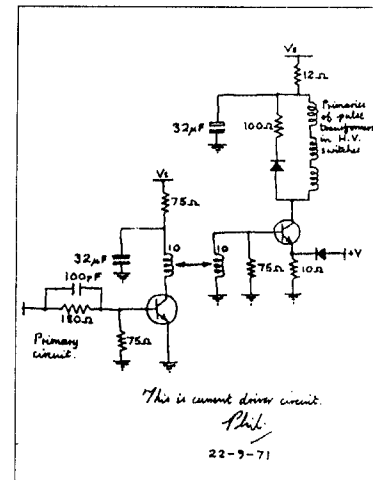 Vs
12Ω
Primaries
of pulse
transformers
in H.V.
switches
32μF
100Ω
Vs
75Ω
32μF
10
10
75Ω
10Ω
+V
100pF
180Ω
75Ω
Primary
circuit.
This is current driver circuit.
Phil.
22-9-71